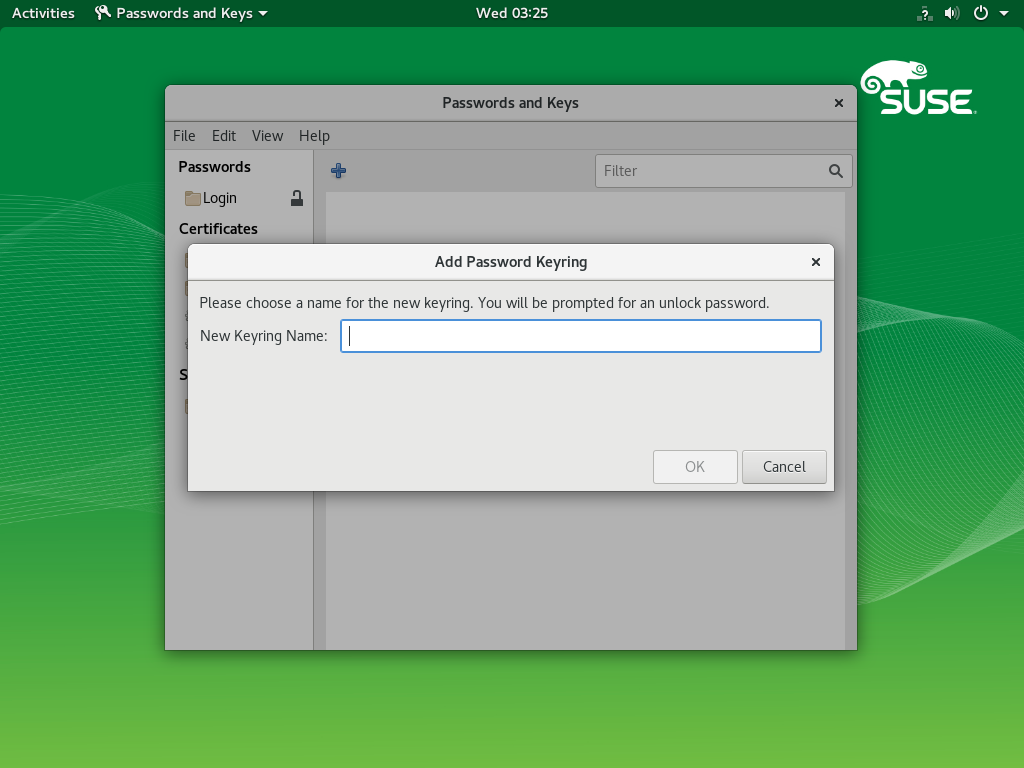 Activities Passwords and Keys Wed 03:25 ?
SUSE
Passwords and Keys
File Edit View Help
Passwords
Filter
Login
Certificates
Add Password Keyring
Please choose a name for the new keyring. You will be prompted for an unlock password.
New Keyring Name:
S
OK Cancel